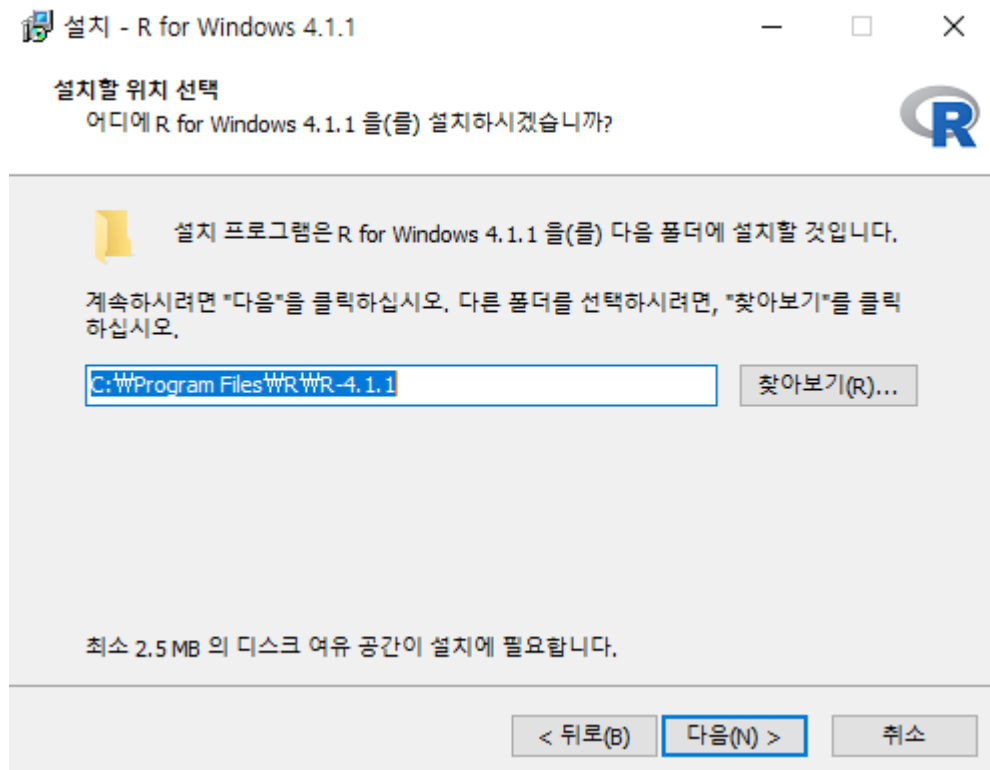 설치 - R for Windows 4.1.1
설치할 위치 선택
어디에 R for Windows 4.1.1 을(를) 설치하시겠습니까?
R
설치 프로그램은 R for Windows 4.1.1 을(를) 다음 폴더에 설치할 것입니다.
계속하시려면 "다음"을 클릭하십시오. 다른 폴더를 선택하시려면, "찾아보기"를 클릭
하십시오.
C:₩Program Files₩R₩R-4.1.1
찾아보기(R)...
최소 2.5 MB 의 디스크 여유 공간이 설치에 필요합니다.
< 뒤로(B) 다음(N) > 취소